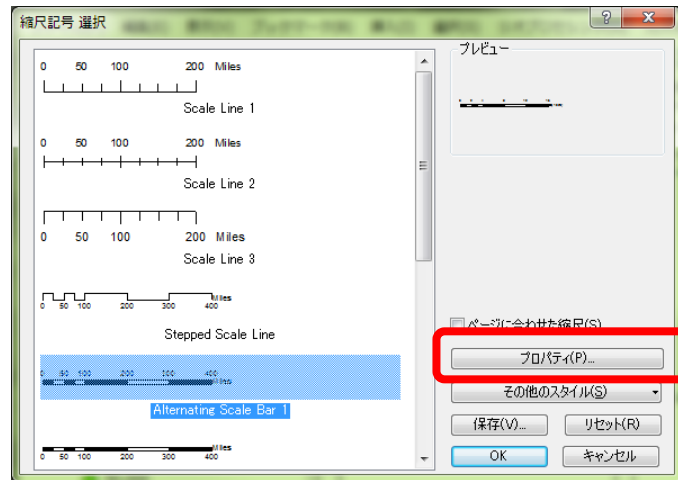 縮尺記号 選択
プレビュー
0 50 100 200 Miles
Scale Line 1
0 50 100 200 Miles
Scale Line 2
0 50 100 200 Miles
Scale Line 3
Miles
0 50 100 200 300 400
Stepped Scale Line
0 50 100 200 300 400
Miles
Alternating Scale Bar 1
Miles
0 50 100 200 300 400
ページに合わせた縮尺(S)
プロパティ(P)...
その他のスタイル(S)
保存(V)...
リセット(R)
OK
キャンセル